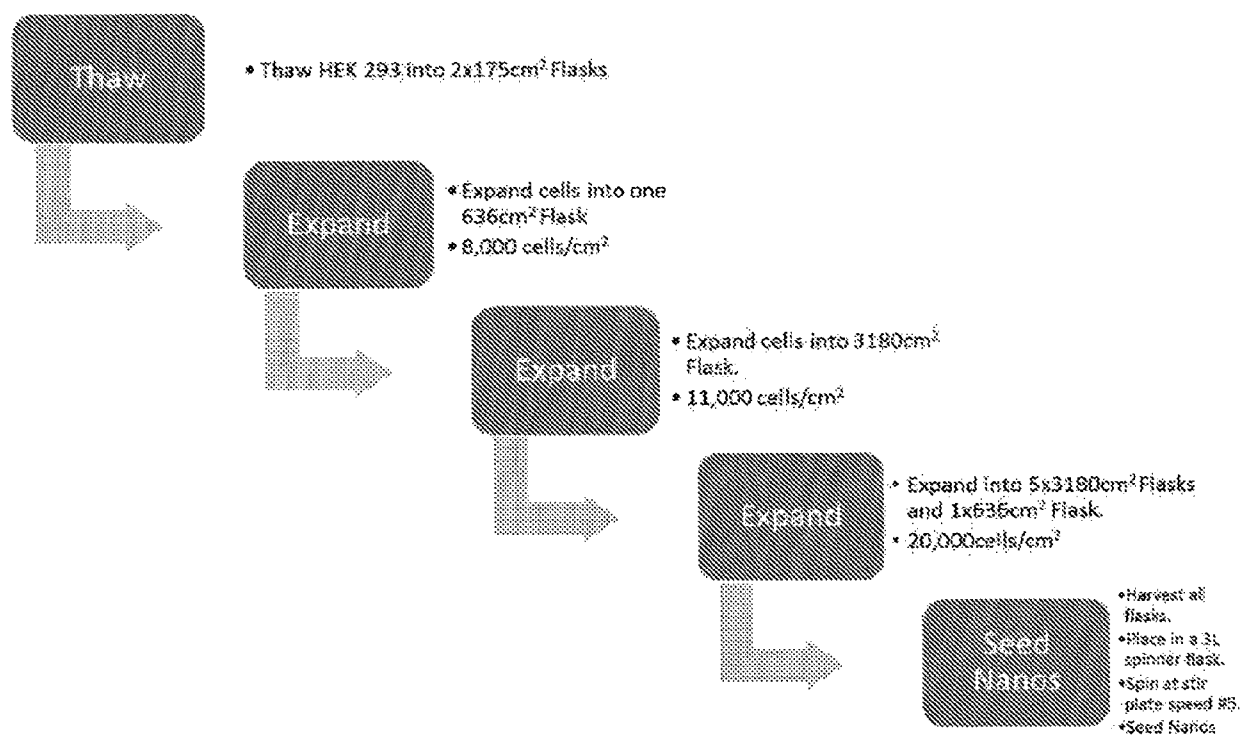 Thaw
• Thaw HEK 293 into 2x175cm² Flasks
Expand
• Expand cells into one
636cm² Flask
• 8,000 cells/cm²
Expand
• Expand cells into 3180cm²
Flask.
• 11,000 cells/cm²
Expand
• Expand into 5x3180cm² Flasks
and 1x636cm² Flask.
• 20,000cells/cm²
Seed
Nanos
•Harvest all
flasks.
•Place in a 3L
spinner flask.
•Spin at stir
plate speed #5.
•Seed Nanos